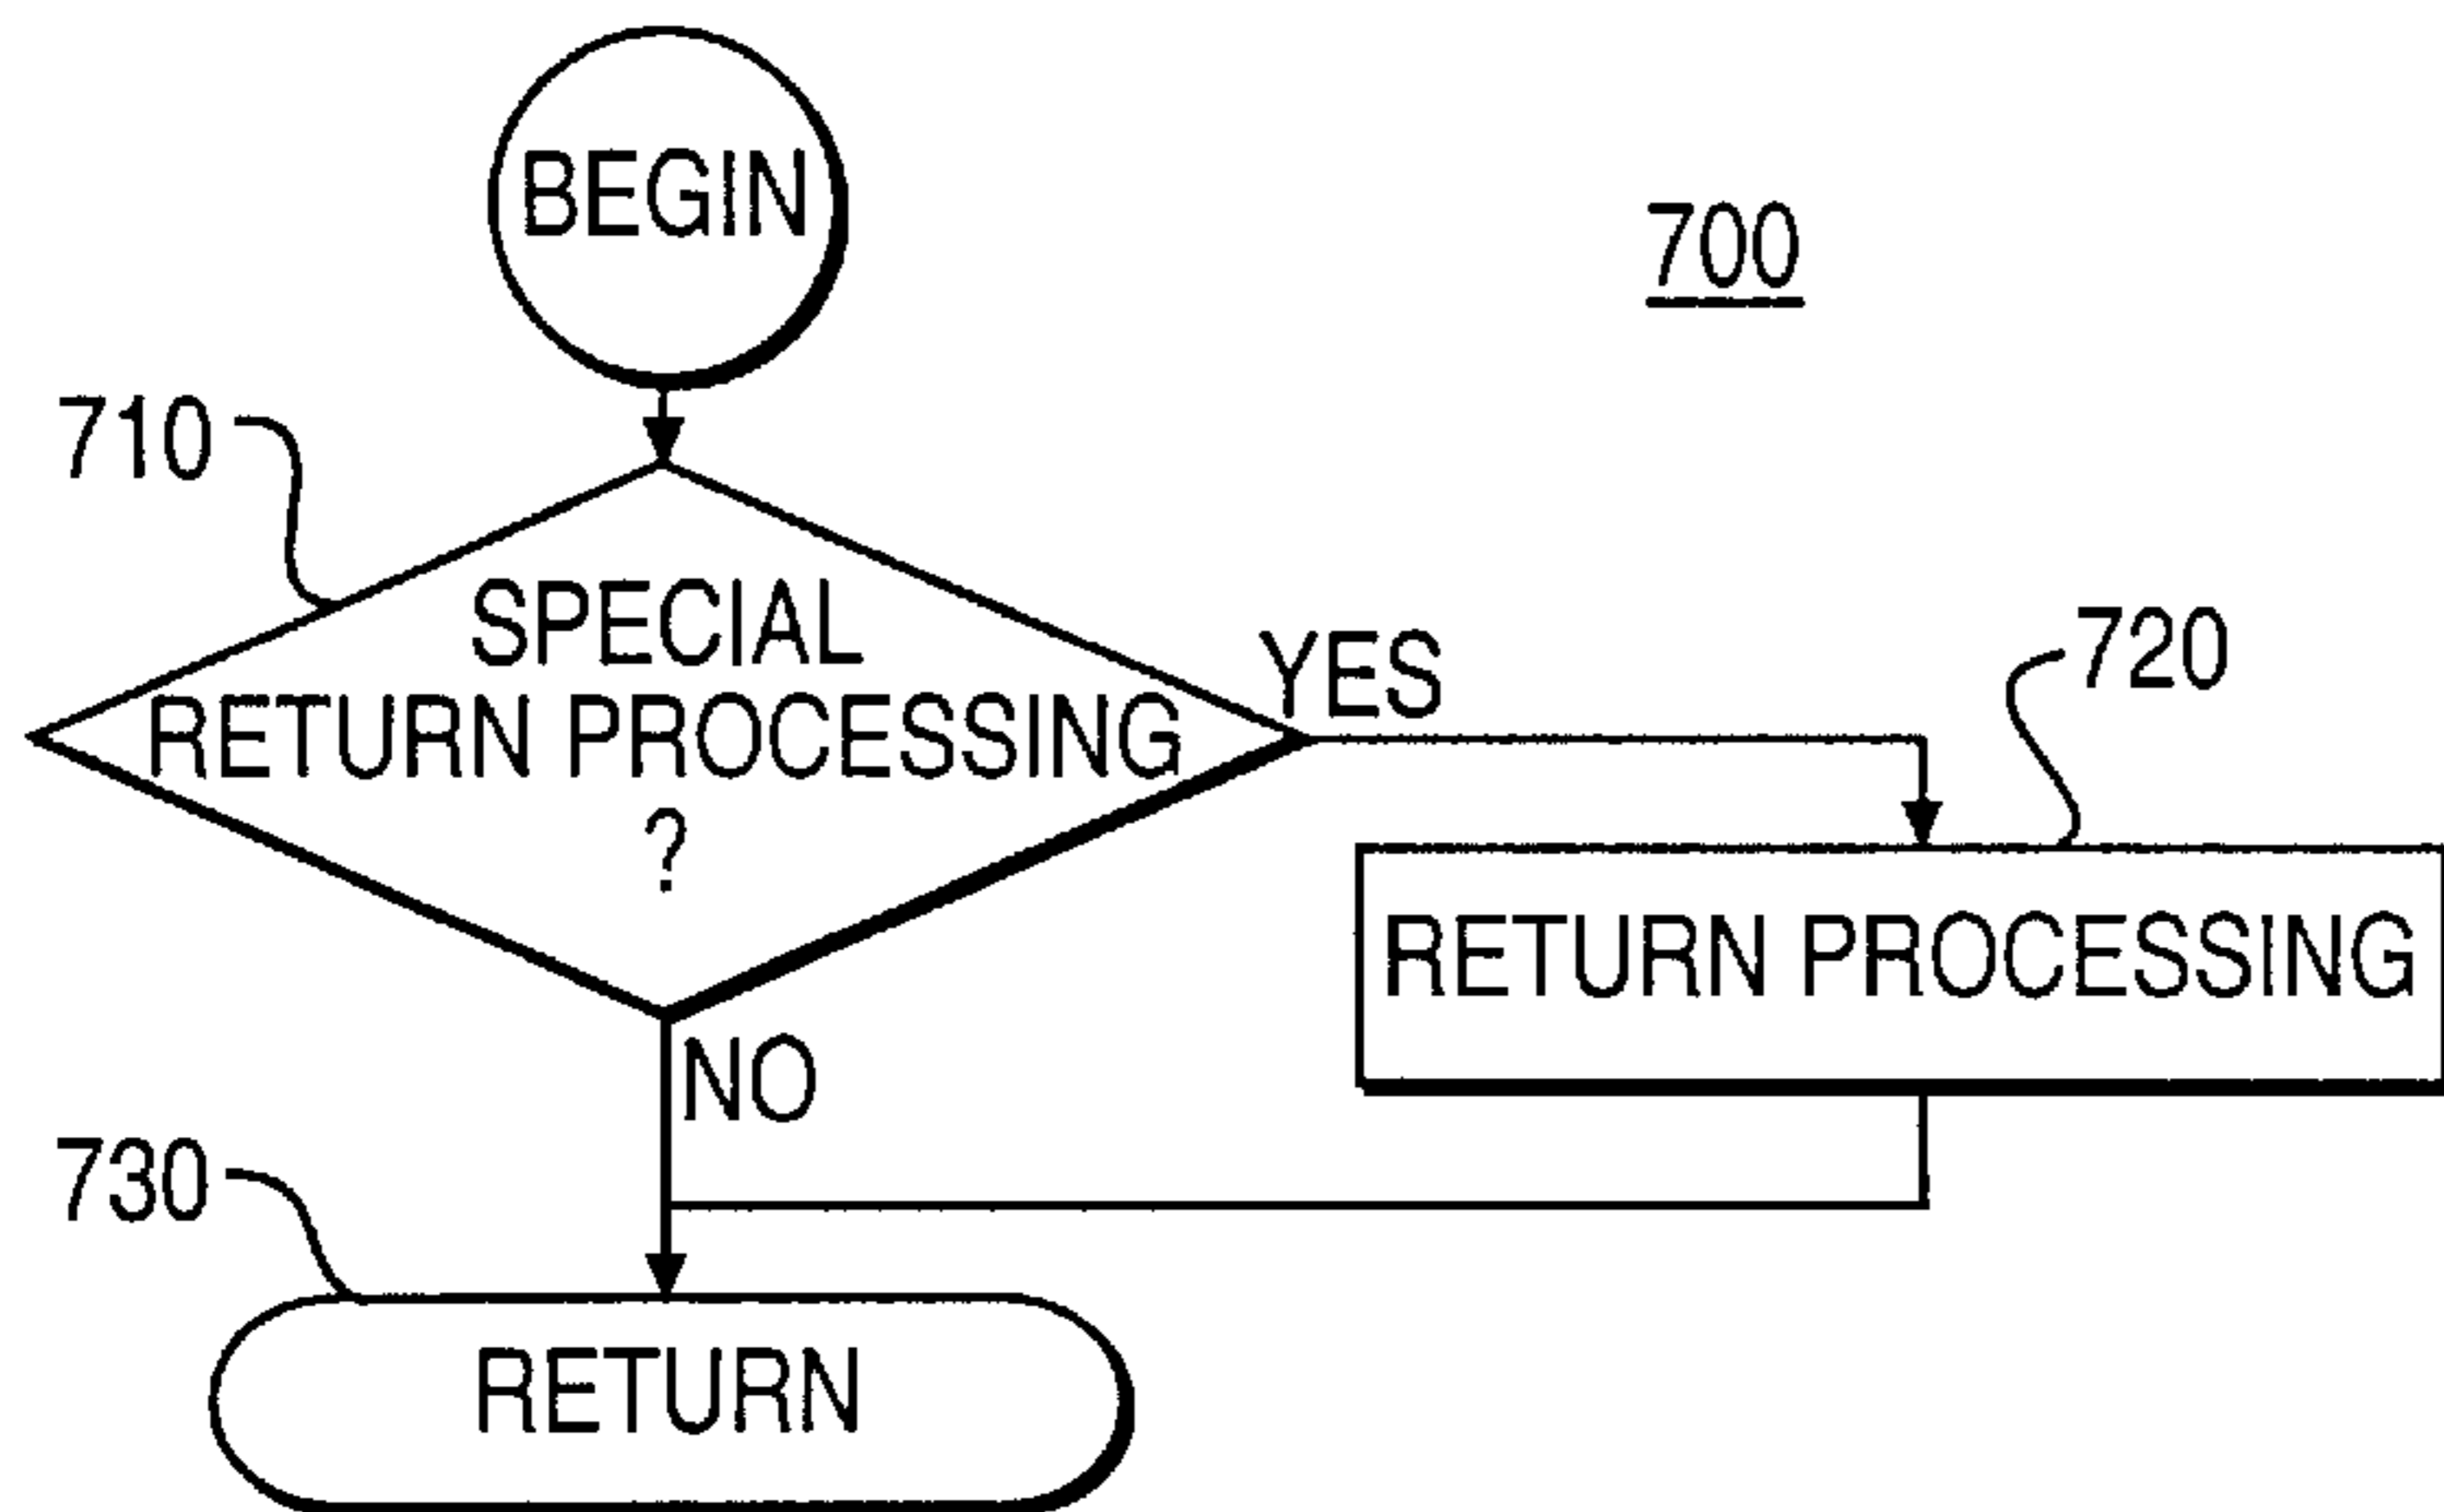 BEGIN
700
710
SPECIAL
RETURN PROCESSING
?
YES
720
RETURN PROCESSING
NO
730
RETURN